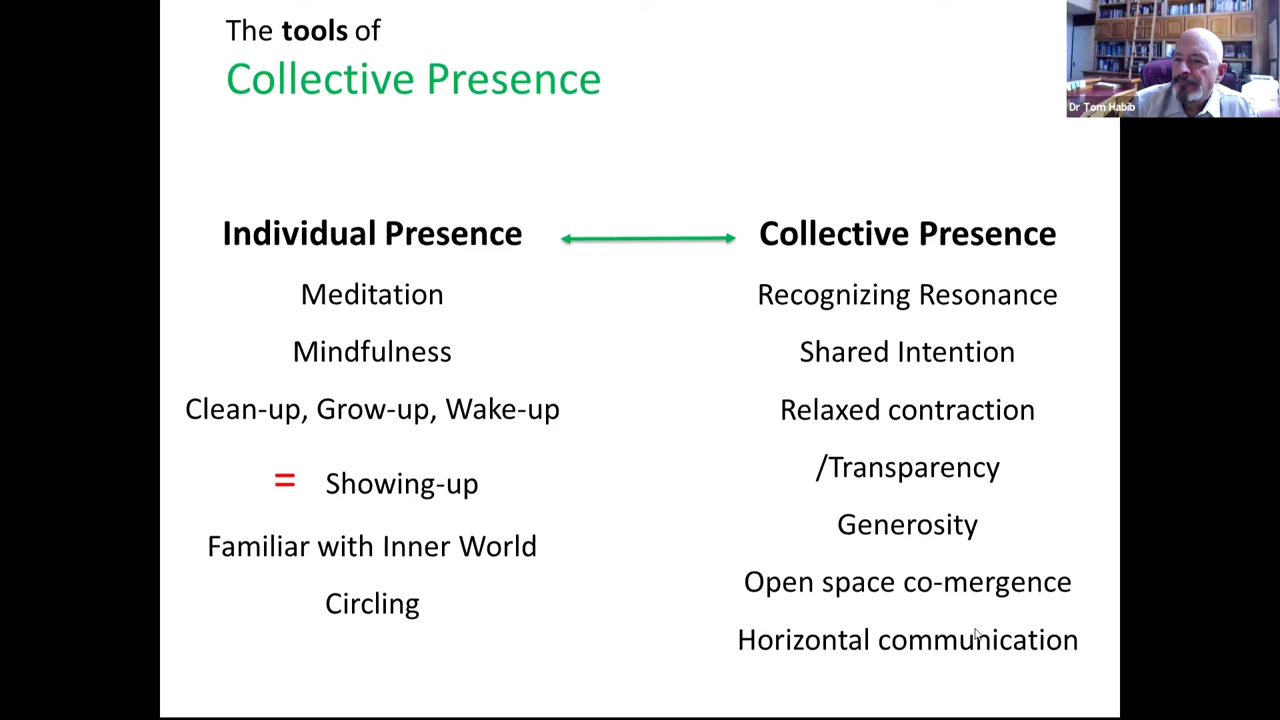 The tools of
Collective Presence
Dr Tom Habib
Individual Presence
Meditation
Mindfulness
Clean-up, Grow-up, Wake-up
= Showing-up
Familiar with Inner World
Circling
Collective Presence
Recognizing Resonance
Shared Intention
Relaxed contraction
/Transparency
Generosity
Open space co-mergence
Horizontal communication